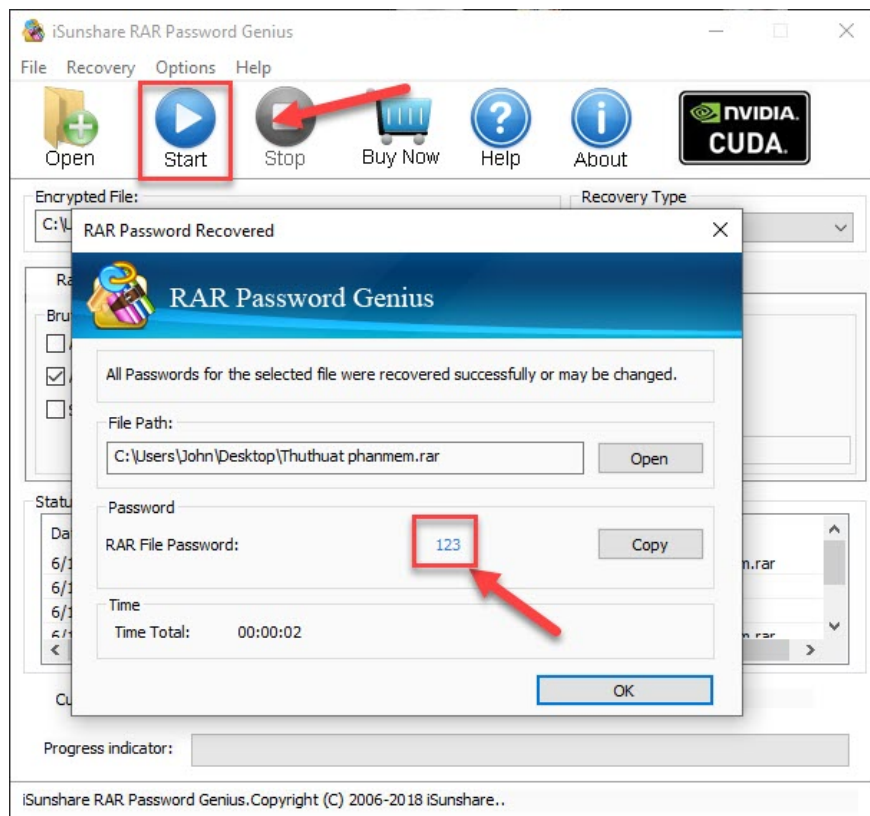 iSunshare RAR Password Genius
File Recovery Options Help
Open Start Stop Buy Now Help About NVIDIA. CUDA.
Encrypted File: Recovery Type
C:\
RAR Password Recovered
RAR Password Genius
All Passwords for the selected file were recovered successfully or may be changed.
File Path:
C:\Users\John\Desktop\Thuthuat phanmem.rar Open
Password
RAR File Password: 123 Copy
Time
Time Total: 00:00:02
OK
Progress indicator:
iSunshare RAR Password Genius.Copyright (C) 2006-2018 iSunshare..